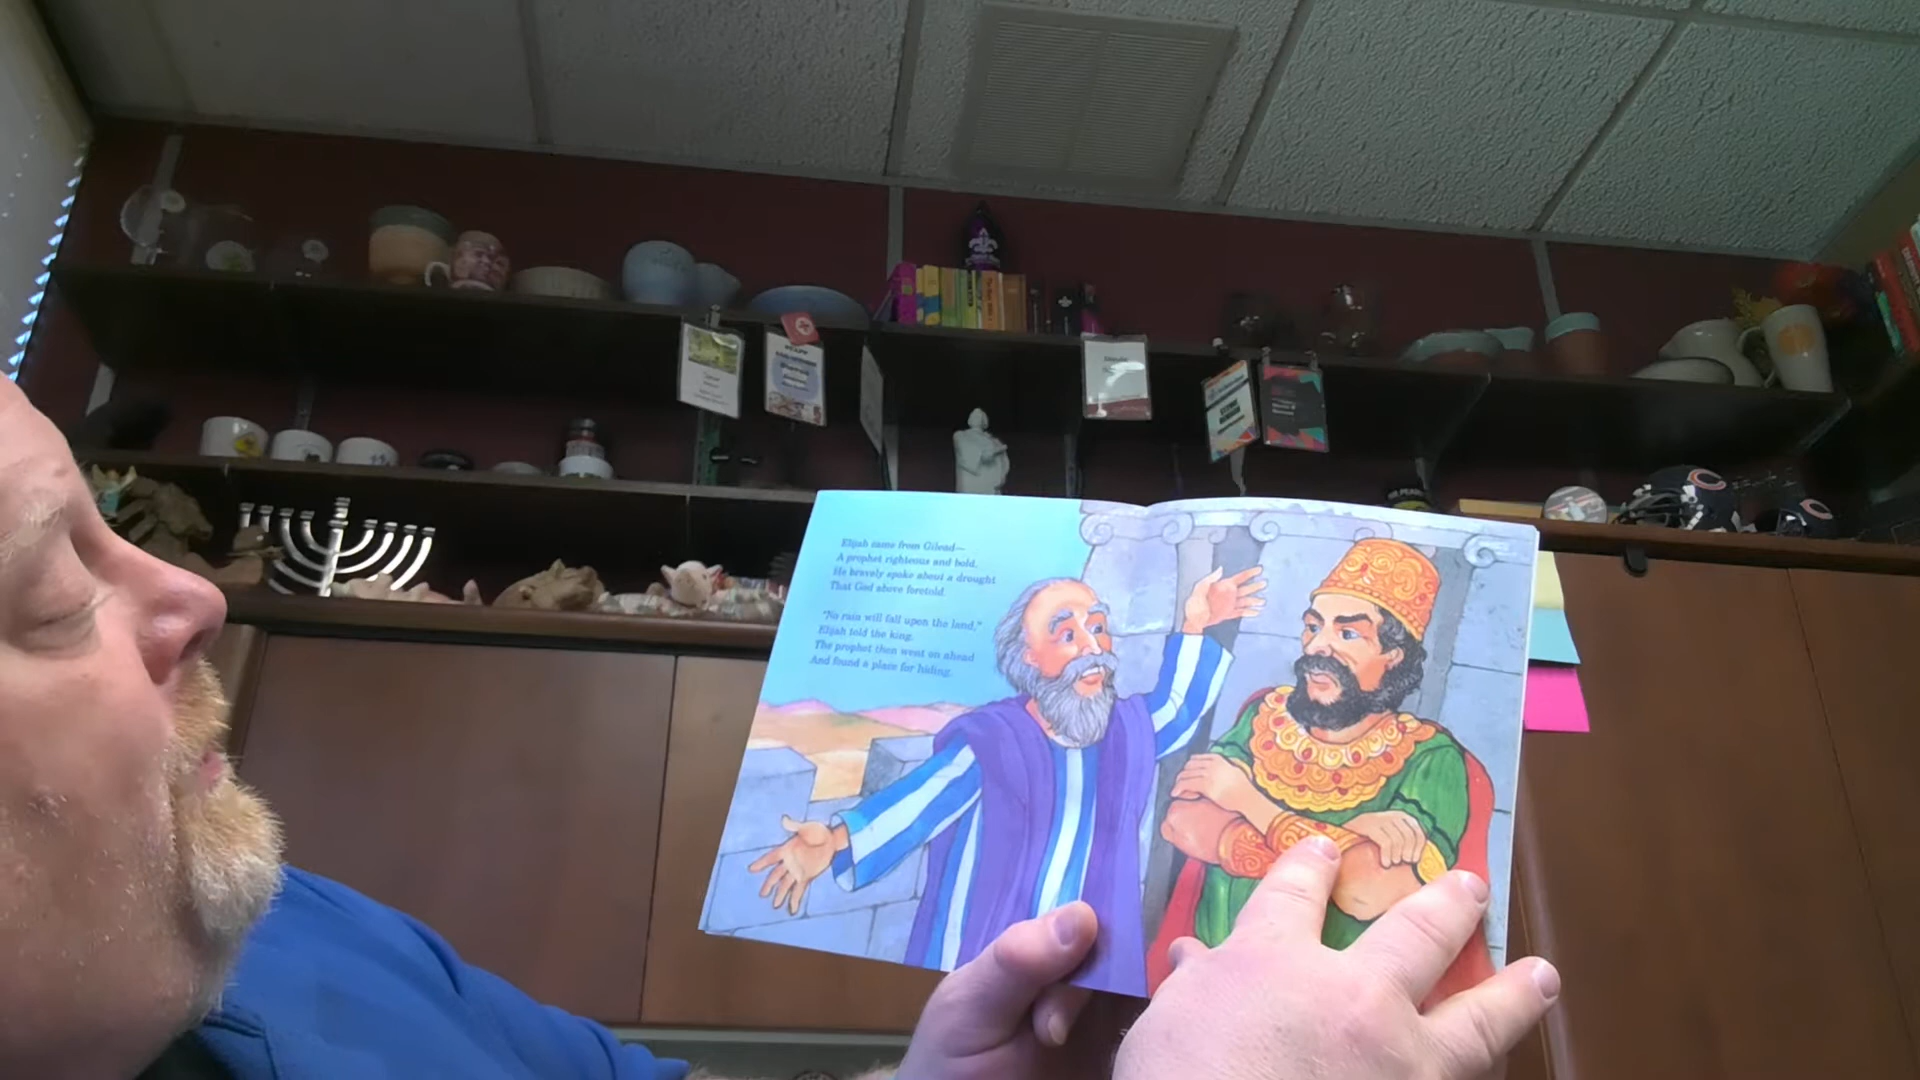 Elijah came from Gilead—
A prophet righteous and bold.
He bravely spoke about a drought
That God above foretold.
"No rain will fall upon the land,"
Elijah told the king.
The prophet then went on ahead
And found a place for hiding.